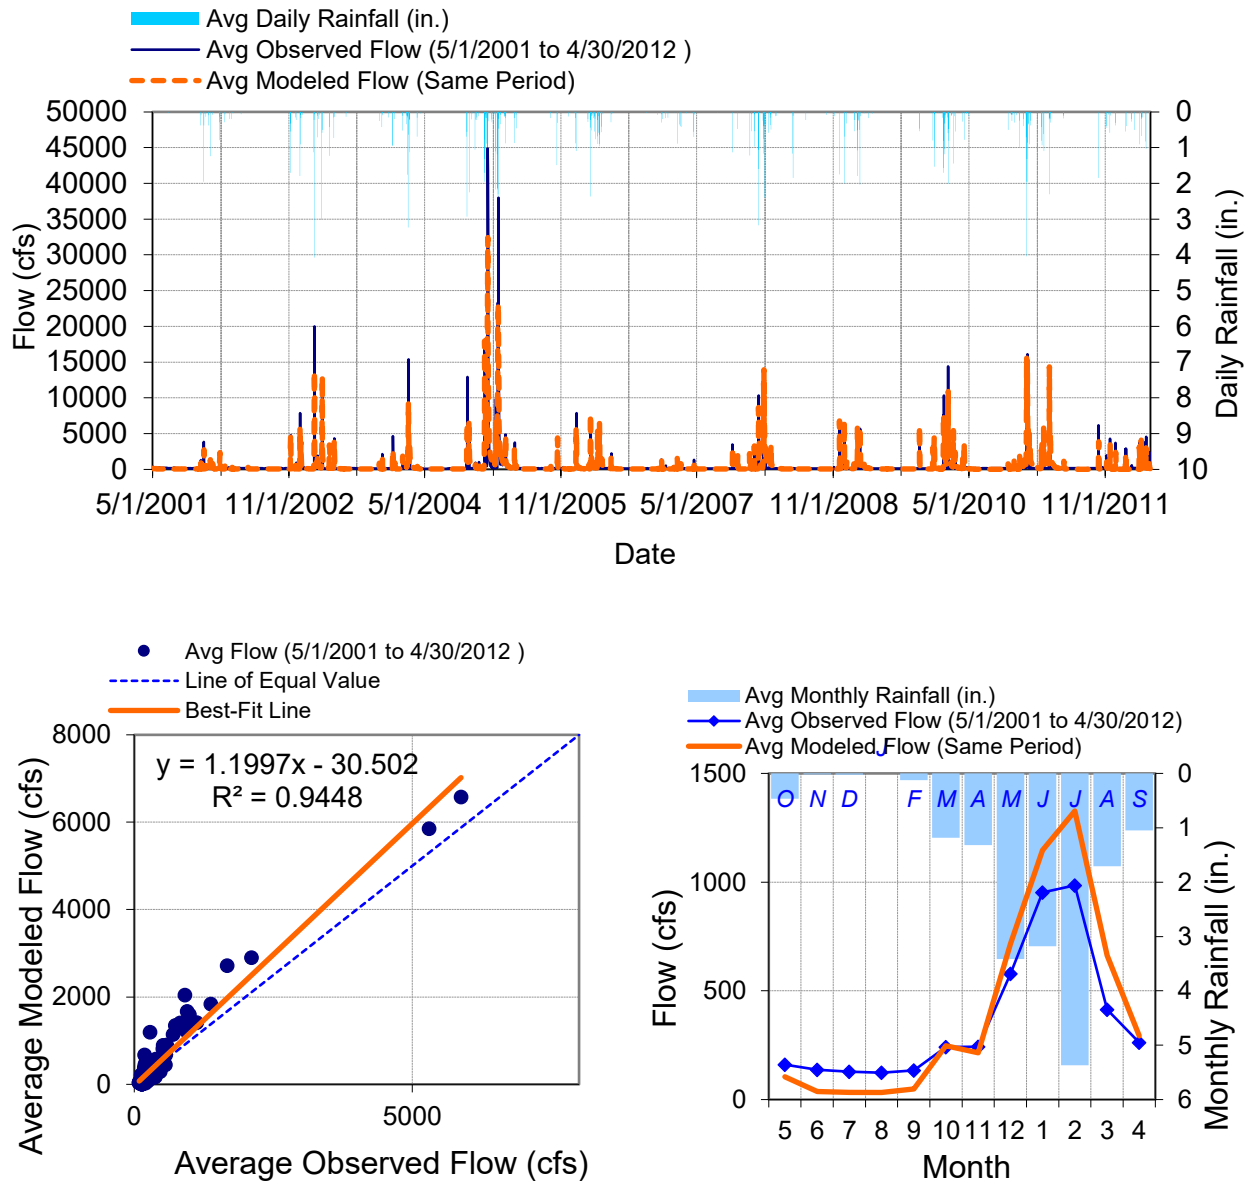 Avg Daily Rainfall (in.)
Avg Observed Flow (5/1/2001 to 4/30/2012 )
Avg Modeled Flow (Same Period)
50000
45000
40000
35000
30000
25000
20000
15000
10000
5000
0
Flow (cfs)
0
1
2
3
4
5
6
7
8
9
10
Daily Rainfall (in.)
5/1/2001 11/1/2002 5/1/2004 11/1/2005 5/1/2007 11/1/2008 5/1/2010 11/1/2011
Date
Avg Flow (5/1/2001 to 4/30/2012 )
Line of Equal Value
Best-Fit Line
y = 1.1997x - 30.502
R² = 0.9448
8000
6000
4000
2000
0
Average Modeled Flow (cfs)
0 5000
Average Observed Flow (cfs)
Avg Monthly Rainfall (in.)
Avg Observed Flow (5/1/2001 to 4/30/2012)
Avg Modeled Flow (Same Period)
J
O N D F M A M J J A S
1500
1000
500
0
Flow (cfs)
0
1
2
3
4
5
6
Monthly Rainfall (in.)
5 6 7 8 9 10 11 12 1 2 3 4
Month